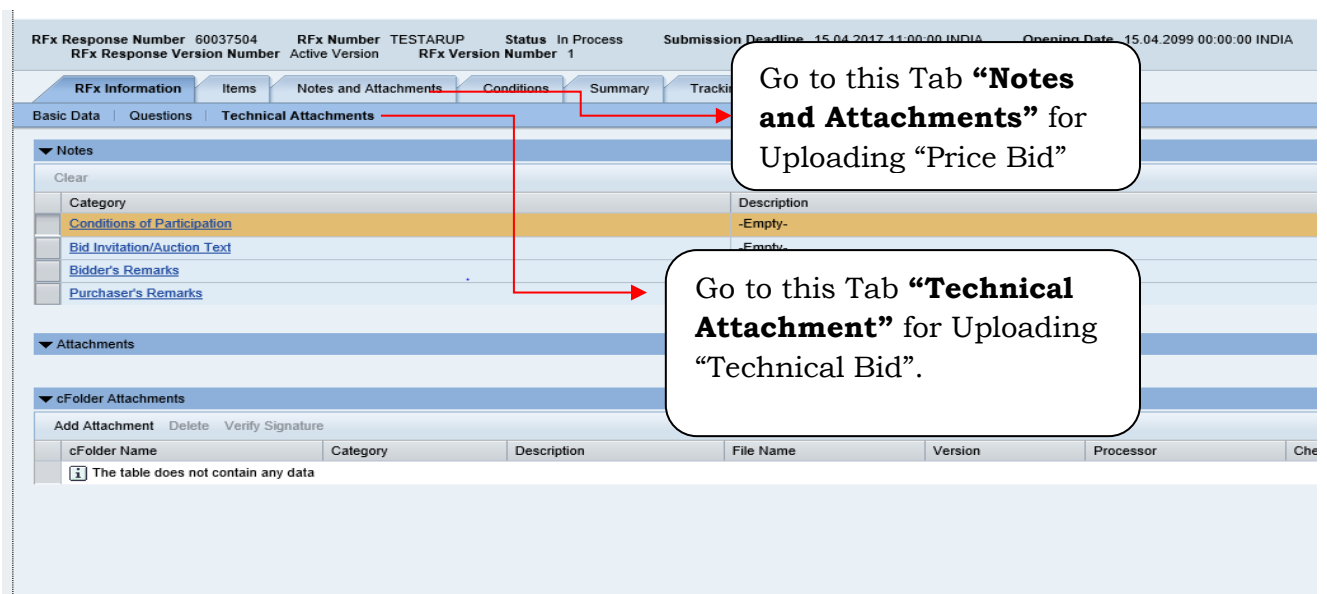 RFx Response Number 60037504 RFx Number TESTARUP Status In Process Submission Deadline 15.04.2017 11:00:00 INDIA Opening Date 15.04.2099 00:00:00 INDIA
RFx Response Version Number Active Version RFx Version Number 1
RFx Information Items Notes and Attachments Conditions Summary
Basic Data | Questions | Technical Attachments
Go to this Tab “Notes
and Attachments” for
Uploading “Price Bid”
Notes
Clear
Category Description
Conditions of Participation -Empty-
Bid Invitation/Auction Text -Empty-
Bidder's Remarks
Purchaser's Remarks
Go to this Tab “Technical
Attachment” for Uploading
“Technical Bid”.
Attachments
cFolder Attachments
Add Attachment Delete Verify Signature
cFolder Name Category Description File Name Version Processor Che
The table does not contain any data